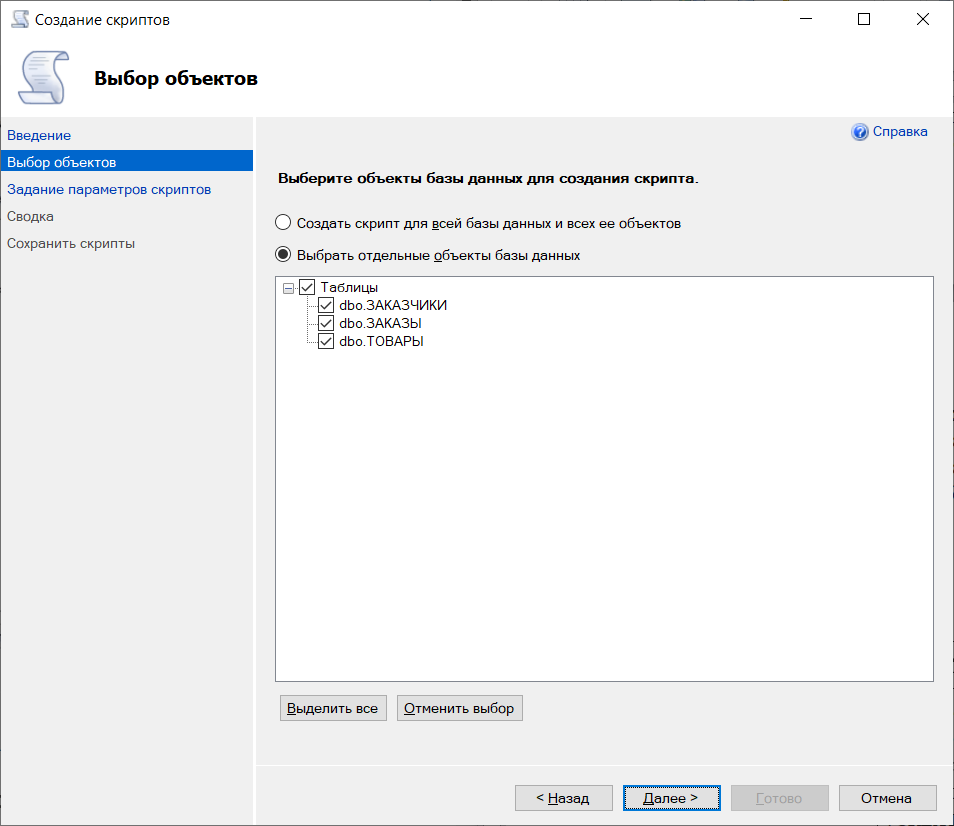 Создание скриптов
Выбор объектов
Введение
Выбор объектов
Задание параметров скриптов
Сводка
Сохранить скрипты
Справка
Выберите объекты базы данных для создания скрипта.
Создать скрипт для всей базы данных и всех ее объектов
Выбрать отдельные объекты базы данных
Таблицы
dbo.ЗАКАЗЧИКИ
dbo.ЗАКАЗЫ
dbo.ТОВАРЫ
Выделить все
Отменить выбор
< Назад
Далее >
Готово
Отмена